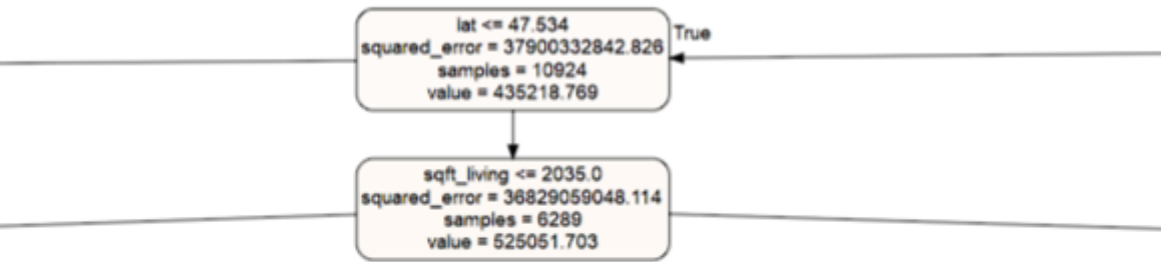 lat <= 47.534
True
squared_error = 37900332842.826
samples = 10924
value = 435218.769
sqft_living <= 2035.0
squared_error = 36829059048.114
samples = 6289
value = 525051.703